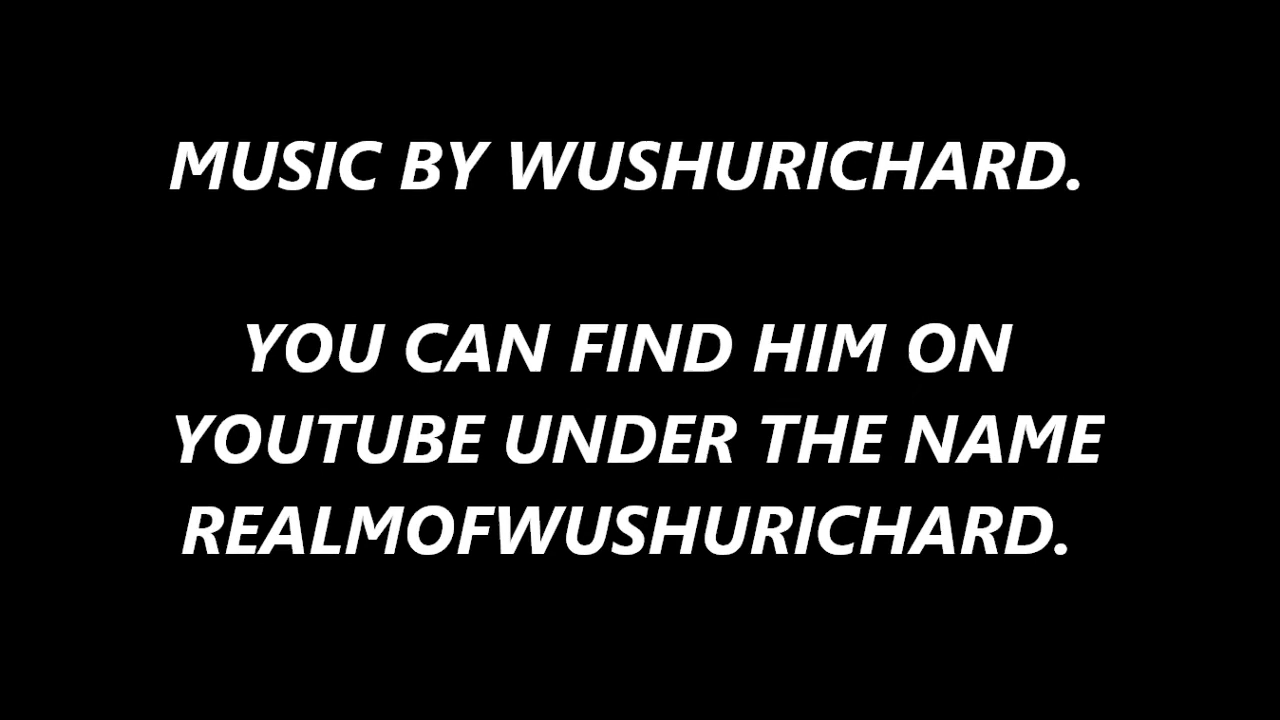 MUSIC BY WUSHURICHARD.
YOU CAN FIND HIM ON
YOUTUBE UNDER THE NAME
REALMOFWUSHURICHARD.